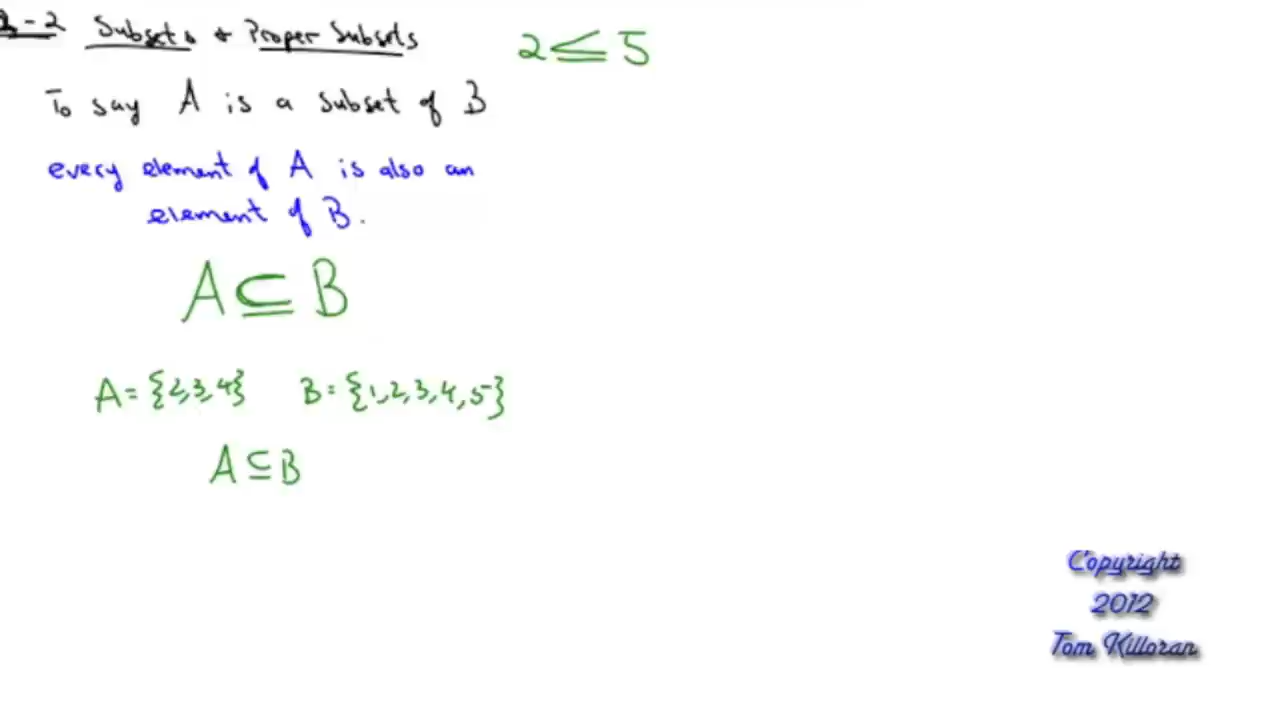 -2 Subsets + Proper Subsets
2 ≤ 5
To say A is a subset of B
every element of A is also an
element of B.
A ⊆ B
A = {2,3,4} B = {1,2,3,4,5}
A ⊆ B
Copyright
2012
Tom Killoran